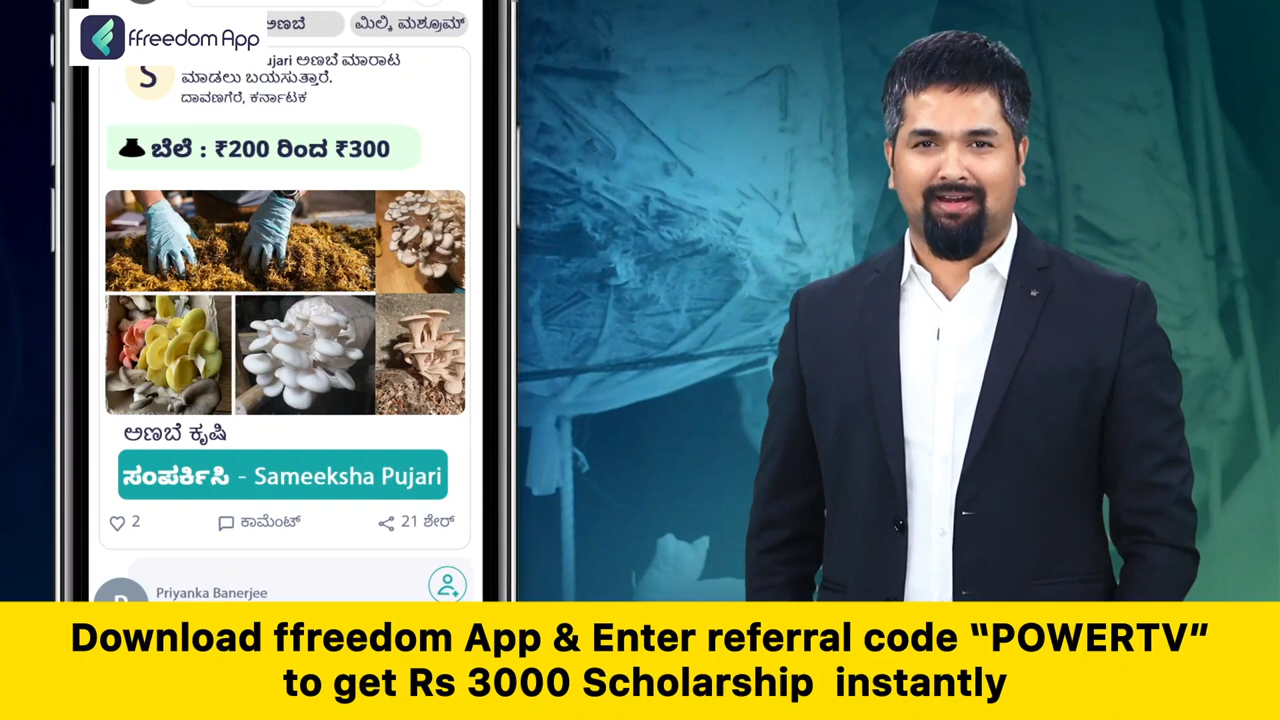 ಅಣಬೆ
ಮಿಲ್ಕಿ ಮಶ್ರೂಮ್
ffreedom App
S
ujari ಅಣಬೆ ಮಾರಾಟ
ಮಾಡಲು ಬಯಸುತ್ತಾರೆ.
ದಾವಣಗೆರೆ, ಕರ್ನಾಟಕ
ಬೆಲೆ : ₹200 ರಿಂದ ₹300
ಅಣಬೆ ಕೃಷಿ
ಸಂಪರ್ಕಿಸಿ - Sameeksha Pujari
2
ಕಾಮೆಂಟ್
21 ಶೇರ್
Priyanka Banerjee
Download ffreedom App & Enter referral code “POWERTV”
to get Rs 3000 Scholarship instantly